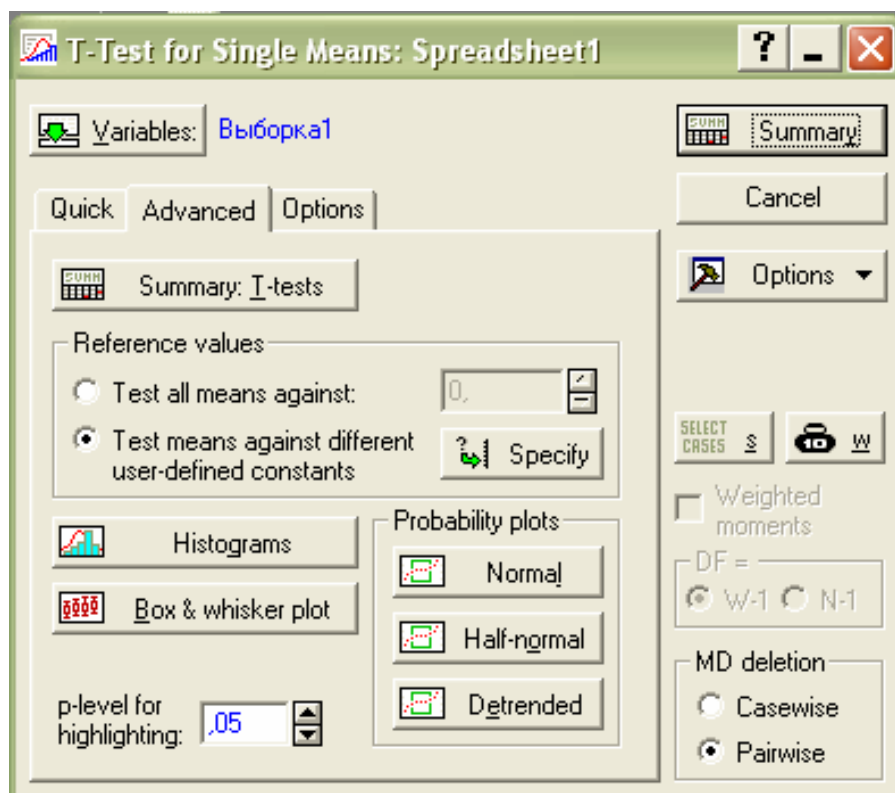 T-Test for Single Means: Spreadsheet1
Variables: Выборка1
Summary
Cancel
Options
Quick
Advanced
Options
Summary: T-tests
Reference values
Test all means against:
0,
Test means against different
user-defined constants
Specify
SELECT
CASES
S
W
Weighted
moments
DF =
W-1
N-1
Histograms
Box & whisker plot
Probability plots
Normal
Half-normal
Detrended
p-level for
highlighting:
,05
MD deletion
Casewise
Pairwise